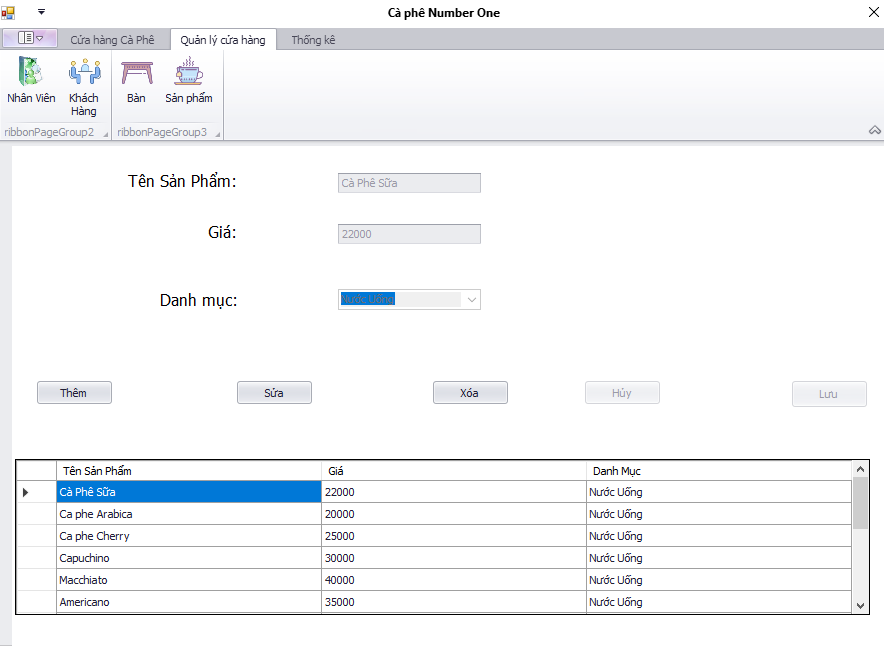 Cà phê Number One
Cửa hàng Cà Phê Quản lý cửa hàng Thống kê
Nhân Viên Khách Hàng Bàn Sản phẩm
ribbonPageGroup2 ribbonPageGroup3
Tên Sản Phẩm: Cà Phê Sữa
Giá: 22000
Danh mục: Nước Uống
Thêm Sửa Xóa Hủy Lưu
Tên Sản Phẩm Giá Danh Mục
Cà Phê Sữa 22000 Nước Uống
Ca phe Arabica 20000 Nước Uống
Ca phe Cherry 25000 Nước Uống
Capuchino 30000 Nước Uống
Macchiato 40000 Nước Uống
Americano 35000 Nước Uống